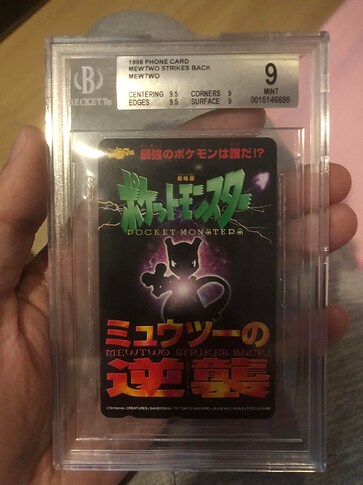 1998 PHONE CARD
MEWTWO STRIKES BACK
MEWTWO
9
MINT
CENTERING 9.5 CORNERS 9
EDGES 9.5 SURFACE 9
0015146695
B
BECKETT
最強のポケモンは誰だ!?
劇場版
ポケットモンスター
POCKET MONSTERS
ミュウツーの
MEWTWO STRIKES BACK!
逆襲